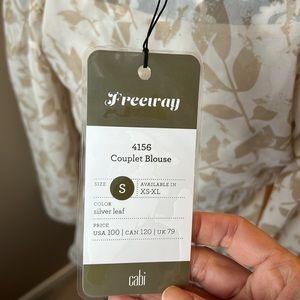 Freeway
4156
Couplet Blouse
SIZE
S
AVAILABLE IN
XS-XL
COLOR
silver leaf
PRICE
USA 100 | CAN 120 | UK 79
cabi